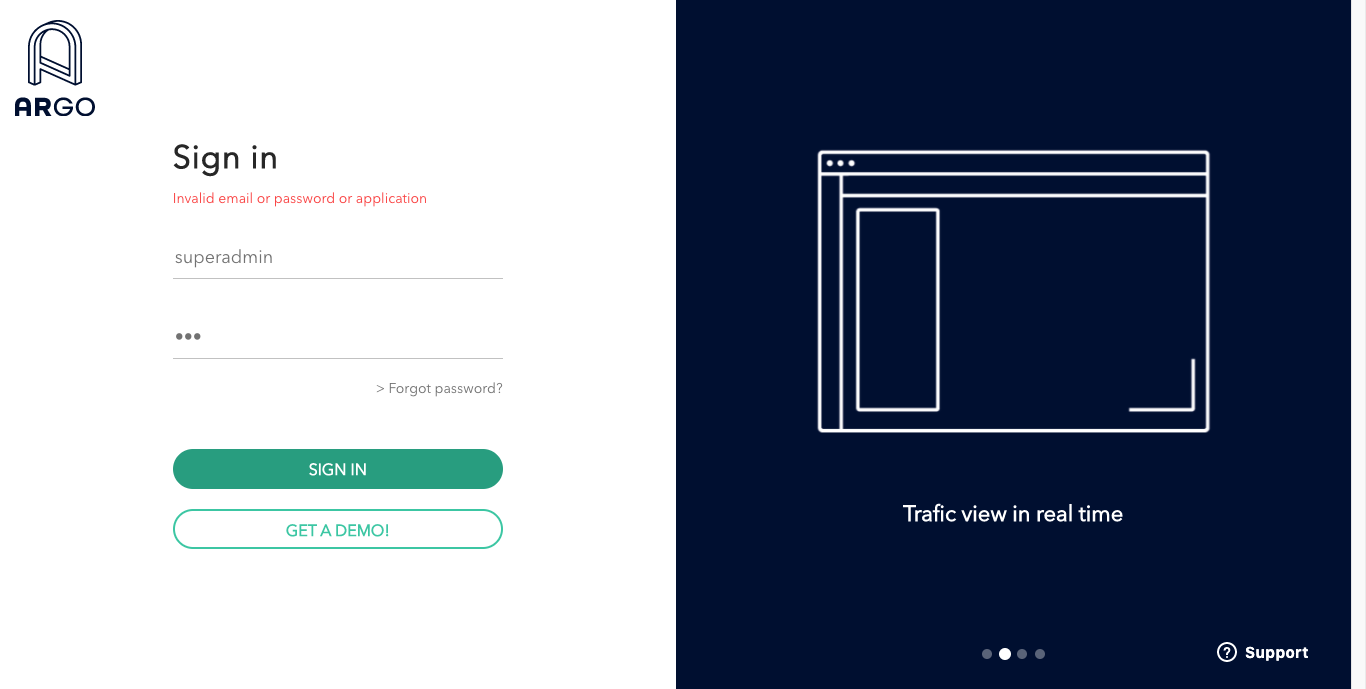 ARGO
Sign in
Invalid email or password or application
superadmin
•••
> Forgot password?
SIGN IN
GET A DEMO!
Trafic view in real time
? Support